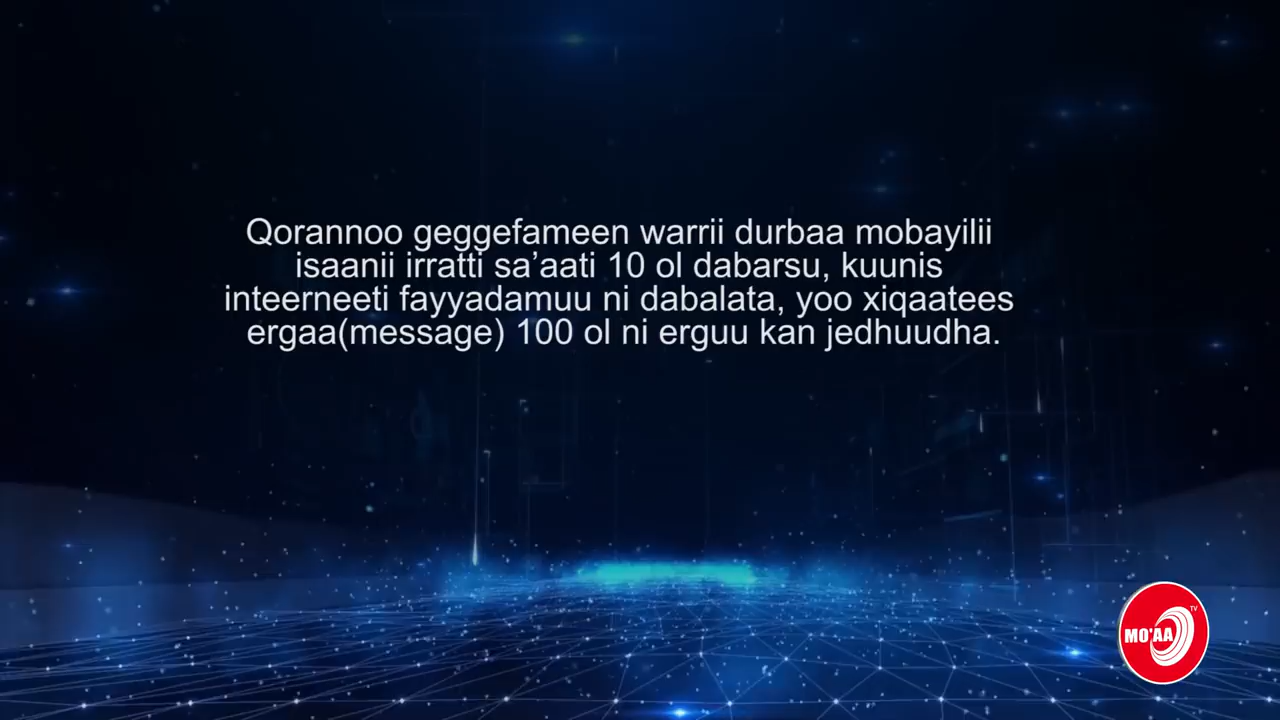 Qorannoo geggefameen warrii durbaa mobayilii
isaanii irratti sa’aati 10 ol dabarsu, kuunis
inteerneeti fayyadamuu ni dabalata, yoo xiqaatees
ergaa(message) 100 ol ni erguu kan jedhuudha.
MO'AA TV